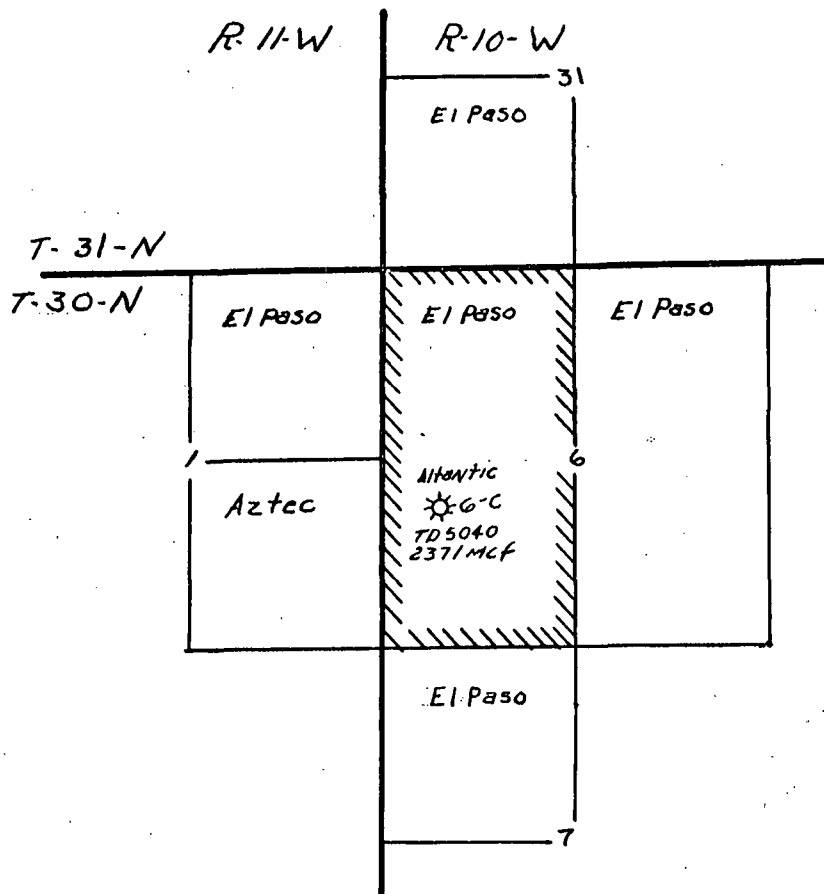 R-11-W
R-10-W
31
El Paso
T-31-N
T-30-N
El Paso
El Paso
El Paso
1
6
Aztec
Altantic
6-C
TD 5040
2371 MCf
El Paso
7